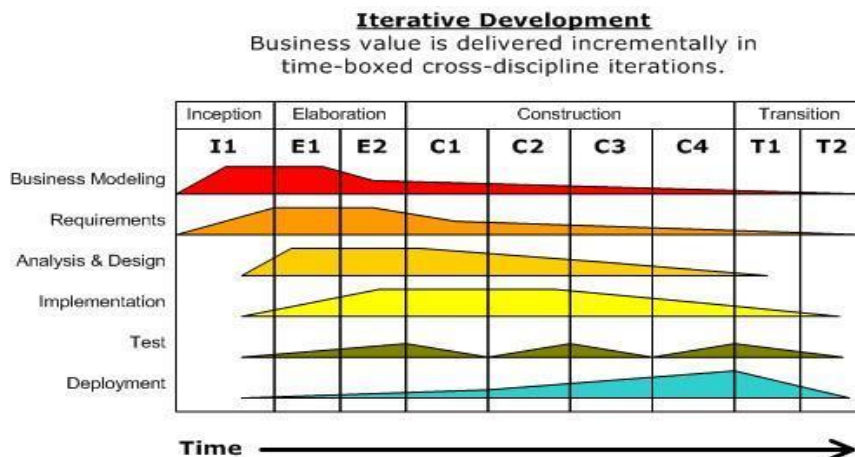 Iterative Development
Business value is delivered incrementally in
time-boxed cross-discipline iterations.
Inception Elaboration Construction Transition
I1 E1 E2 C1 C2 C3 C4 T1 T2
Business Modeling
Requirements
Analysis & Design
Implementation
Test
Deployment
Time